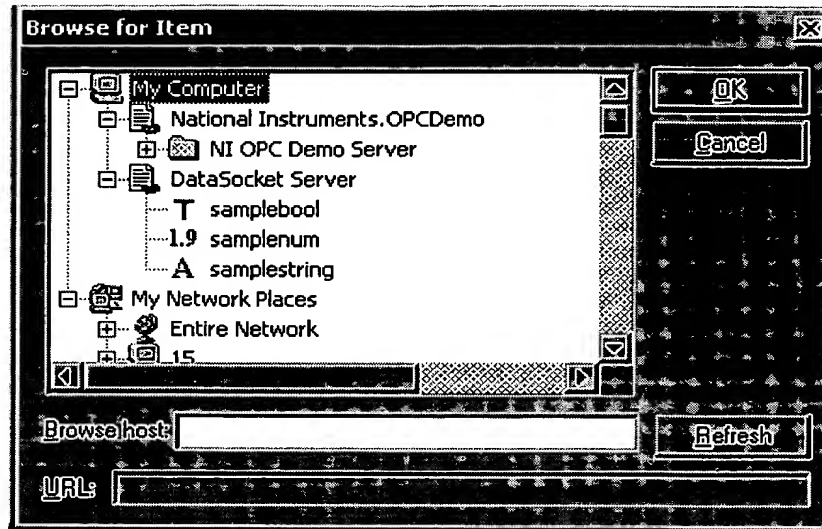 Browse for Item
My Computer
National Instruments.OPCDemo
NI OPC Demo Server
DataSocket Server
T samplebool
1.9 samplenum
A samplestring
My Network Places
Entire Network
15
OK
Cancel
Browse host:
Refresh
URL: